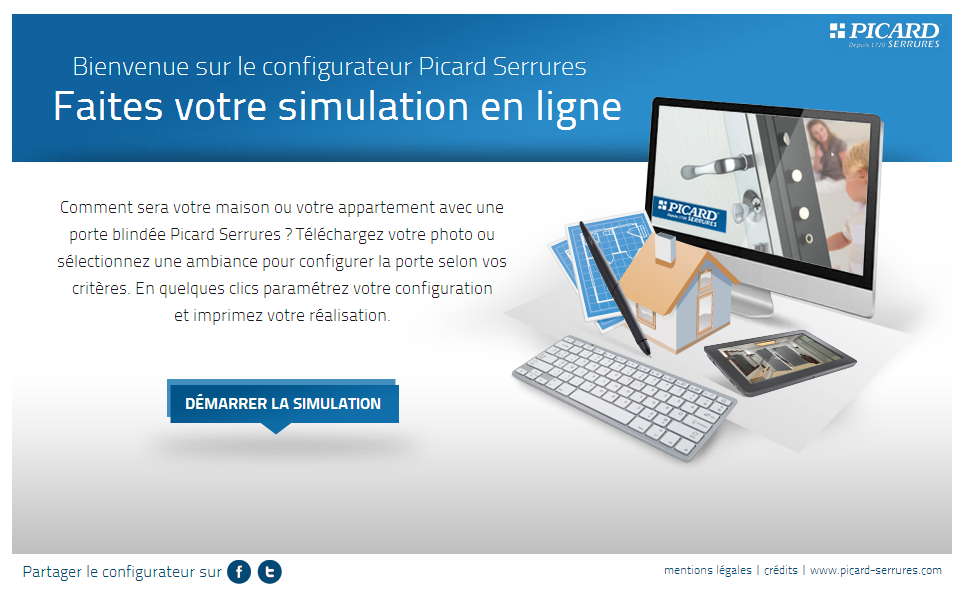 PICARD
Depuis 1720 SERRURES
Bienvenue sur le configurateur Picard Serrures
Faites votre simulation en ligne
PICARD
Depuis 1720 SERRURES
Comment sera votre maison ou votre appartement avec une
porte blindée Picard Serrures ? Téléchargez votre photo ou
sélectionnez une ambiance pour configurer la porte selon vos
critères. En quelques clics paramétrez votre configuration
et imprimez votre réalisation.
DÉMARRER LA SIMULATION
Partager le configurateur sur
mentions légales | crédits | www.picard-serrures.com